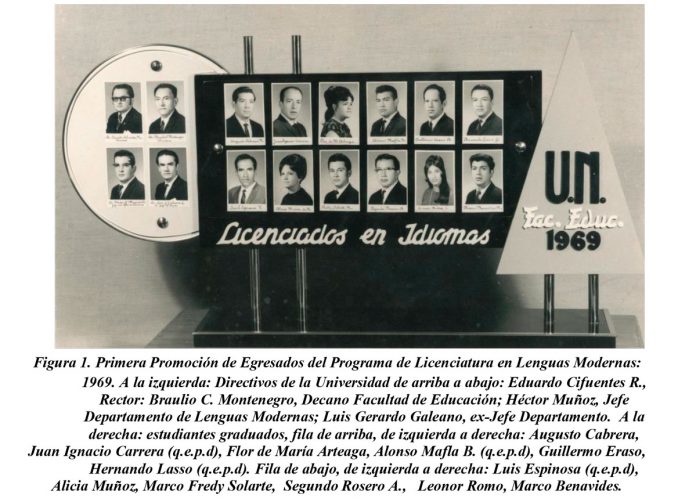 Licenciados en Idiomas
U.N.
Fac. Educ.
1969
Figura 1. Primera Promoción de Egresados del Programa de Licenciatura en Lenguas Modernas:
1969. A la izquierda: Directivos de la Universidad de arriba a abajo: Eduardo Cifuentes R.,
Rector: Braulio C. Montenegro, Decano Facultad de Educación; Héctor Muñoz, Jefe
Departamento de Lenguas Modernas; Luis Gerardo Galeano, ex-Jefe Departamento. A la
derecha: estudiantes graduados, fila de arriba, de izquierda a derecha: Augusto Cabrera,
Juan Ignacio Carrera (q.e.p.d), Flor de María Arteaga, Alonso Mafla B. (q.e.p.d), Guillermo Eraso,
Hernando Lasso (q.e.p.d). Fila de abajo, de izquierda a derecha: Luis Espinosa (q.e.p.d),
Alicia Muñoz, Marco Fredy Solarte, Segundo Rosero A., Leonor Romo, Marco Benavides.